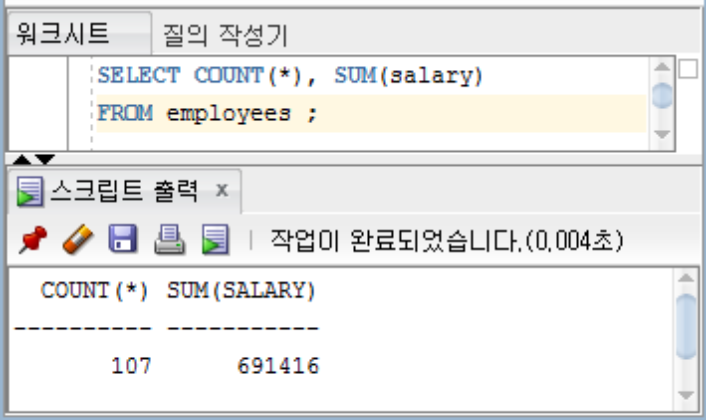 워크시트 질의 작성기
SELECT COUNT(*), SUM(salary)
FROM employees ;
스크립트 출력 x
작업이 완료되었습니다.(0,004초)
COUNT(*) SUM(SALARY)
---------- -----------
107 691416